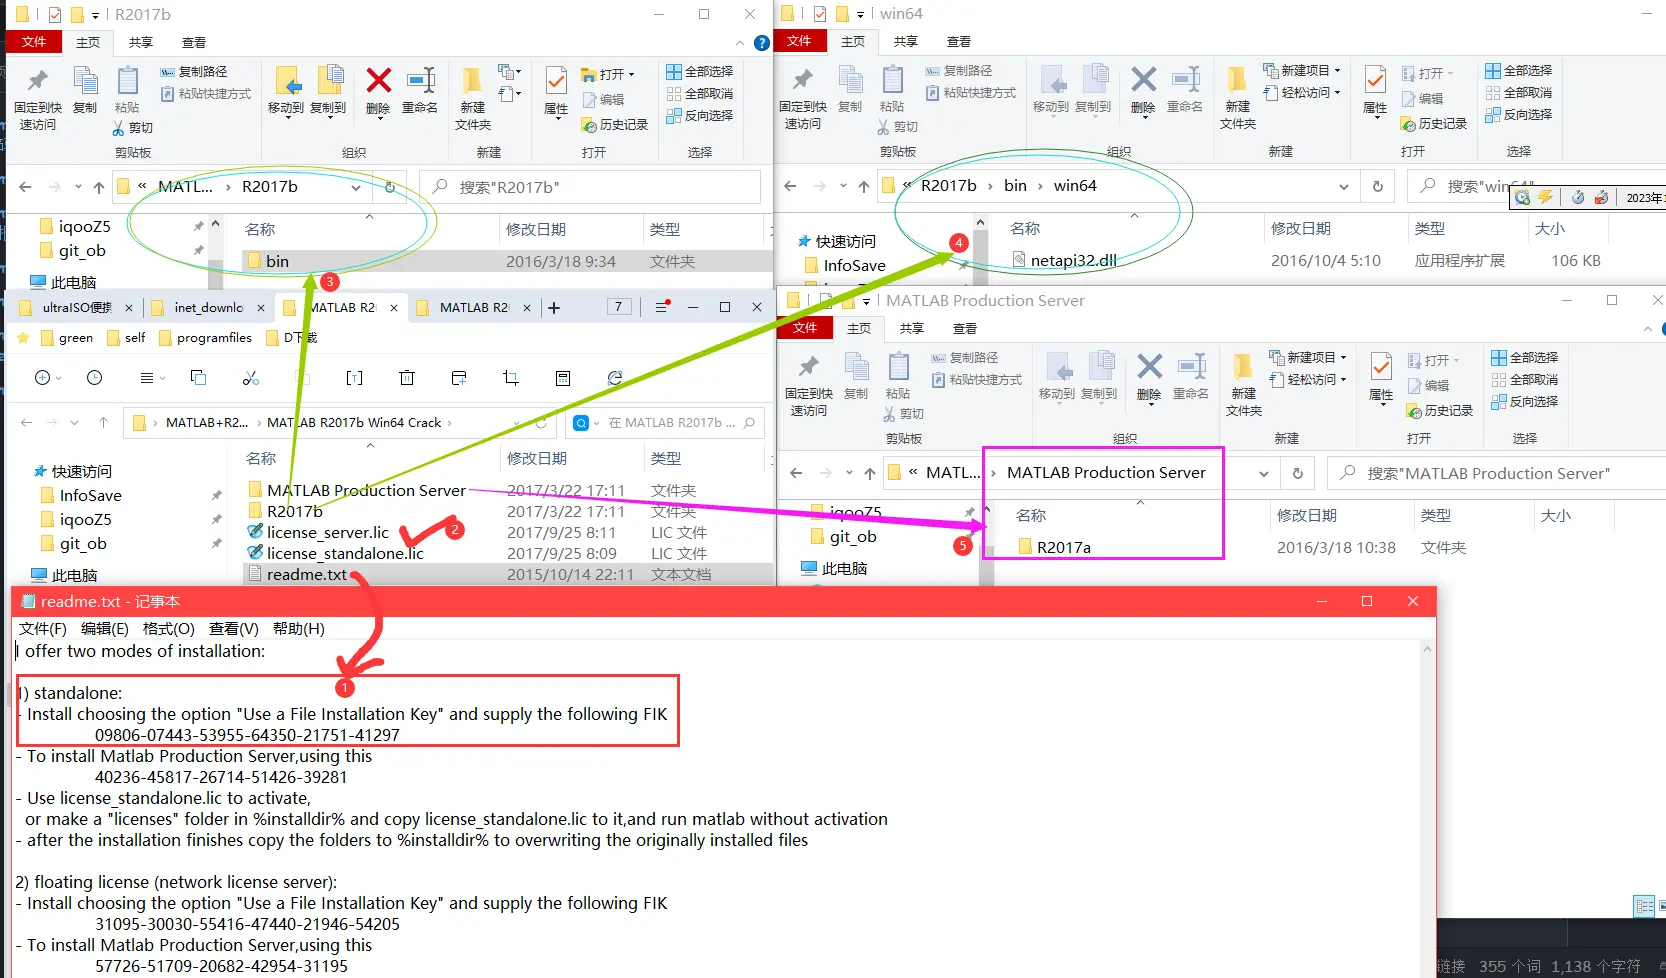 R2017b
文件 主页 共享 查看
固定到快速访问 复制 粘贴 复制路径 粘贴快捷方式 剪切 移动到 复制到 删除 重命名 新建文件夹 属性 打开 编辑 历史记录 全部选择 全部取消 反向选择
剪贴板 组织 新建 打开 选择
« MATL... › R2017b 搜索"R2017b"
名称 修改日期 类型
iqooZ5
git_ob
此电脑
bin 2016/3/18 9:34 文件夹
3
win64
文件 主页 共享 查看
固定到快速访问 复制 粘贴 复制路径 粘贴快捷方式 剪切 移动到 复制到 删除 重命名 新建文件夹 新建项目 轻松访问 属性 打开 编辑 历史记录 全部选择 全部取消 反向选择
剪贴板 组织 新建 打开 选择
« R2017b › bin › win64 搜索"win64"
2023年
名称 修改日期 类型 大小
快速访问
InfoSave
4
netapi32.dll 2016/10/4 5:10 应用程序扩展 106 KB
ultraISO便携 inet_downlo MATLAB R2 MATLAB R2 7
green self programfiles D下载
MATLAB+R2... › MATLAB R2017b Win64 Crack › 在 MATLAB R2017b ...
名称 修改日期 类型
快速访问
InfoSave
iqooZ5
git_ob
此电脑
MATLAB Production Server 2017/3/22 17:11 文件夹
R2017b 2017/3/22 17:11 文件夹
license_server.lic 2017/9/25 8:11 LIC 文件
license_standalone.lic 2017/9/25 8:09 LIC 文件
readme.txt 2015/10/14 22:11 文本文档
2
MATLAB Production Server
文件 主页 共享 查看
固定到快速访问 复制 粘贴 复制路径 粘贴快捷方式 剪切 移动到 复制到 删除 重命名 新建文件夹 新建项目 轻松访问 属性 打开 编辑 历史记录 全部选择 全部取消 反向选择
剪贴板 组织 新建 打开 选择
« MATL... › MATLAB Production Server 搜索"MATLAB Production Server"
名称 修改日期 类型 大小
iqooZ5
git_ob
此电脑
5
R2017a 2016/3/18 10:38 文件夹
readme.txt - 记事本
文件(F) 编辑(E) 格式(O) 查看(V) 帮助(H)
I offer two modes of installation:
1
1) standalone:
- Install choosing the option "Use a File Installation Key" and supply the following FIK
09806-07443-53955-64350-21751-41297
- To install Matlab Production Server,using this
40236-45817-26714-51426-39281
- Use license_standalone.lic to activate,
or make a "licenses" folder in %installdir% and copy license_standalone.lic to it,and run matlab without activation
- after the installation finishes copy the folders to %installdir% to overwriting the originally installed files
2) floating license (network license server):
- Install choosing the option "Use a File Installation Key" and supply the following FIK
31095-30030-55416-47440-21946-54205
- To install Matlab Production Server,using this
57726-51709-20682-42954-31195
链接 355 个词 1,138 个字符